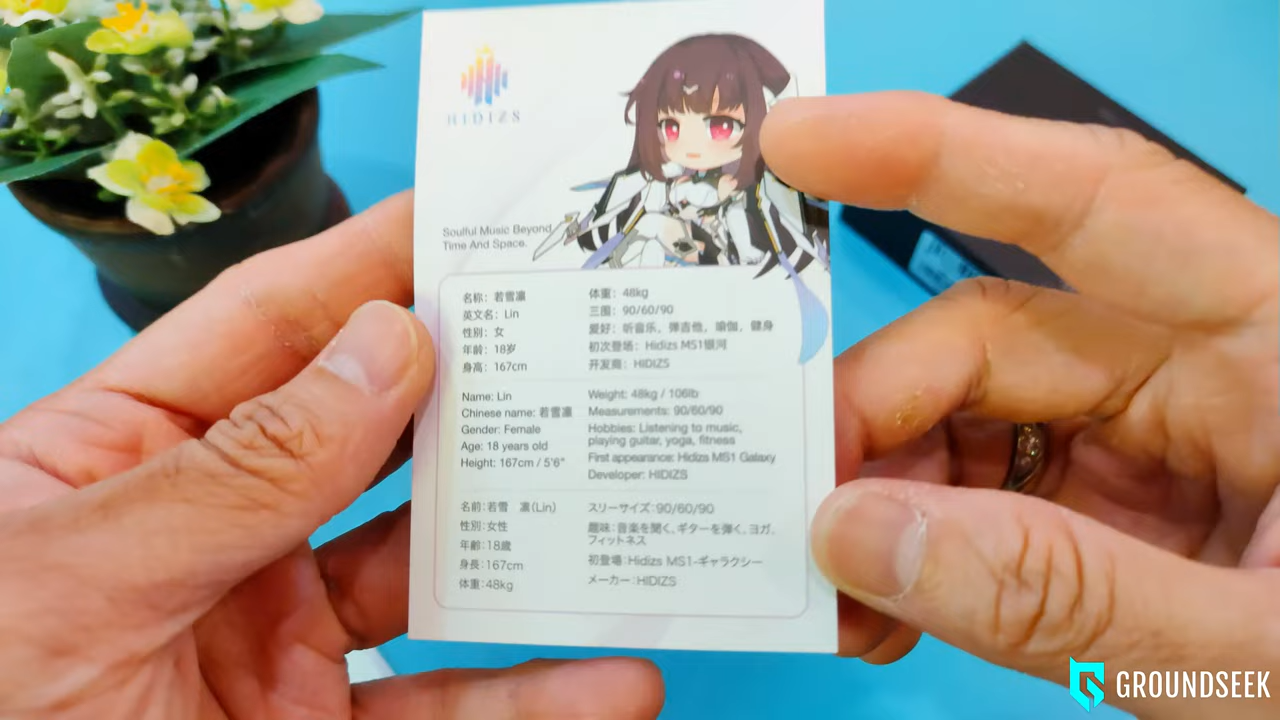 HIDIZS
Soulful Music Beyond
Time And Space.
名称: 若雪凛
英文名: Lin
性别: 女
年龄: 18岁
身高: 167cm
体重: 48kg
三围: 90/60/90
爱好: 听音乐, 弹吉他, 瑜伽, 健身
初次登场: Hidizs MS1银河
开发商: HIDIZS
Name: Lin
Chinese name: 若雪凛
Gender: Female
Age: 18 years old
Height: 167cm / 5'6"
Weight: 48kg / 106lb
Measurements: 90/60/90
Hobbies: Listening to music,
playing guitar, yoga, fitness
First appearance: Hidizs MS1 Galaxy
Developer: HIDIZS
名前:若雪 凛(Lin)
性別:女性
年齢:18歳
身長:167cm
体重:48kg
スリーサイズ:90/60/90
趣味:音楽を聞く、ギターを弾く、ヨガ、
フィットネス
初登場:Hidizs MS1-ギャラクシー
メーカー:HIDIZS
GROUNDSEEK